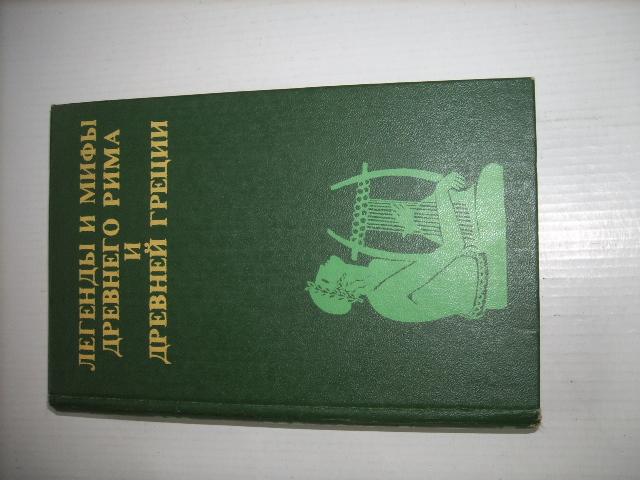 ЛЕГЕНДЫ И МИФЫ
ДРЕВНЕГО РИМА
И
ДРЕВНЕЙ ГРЕЦИИ